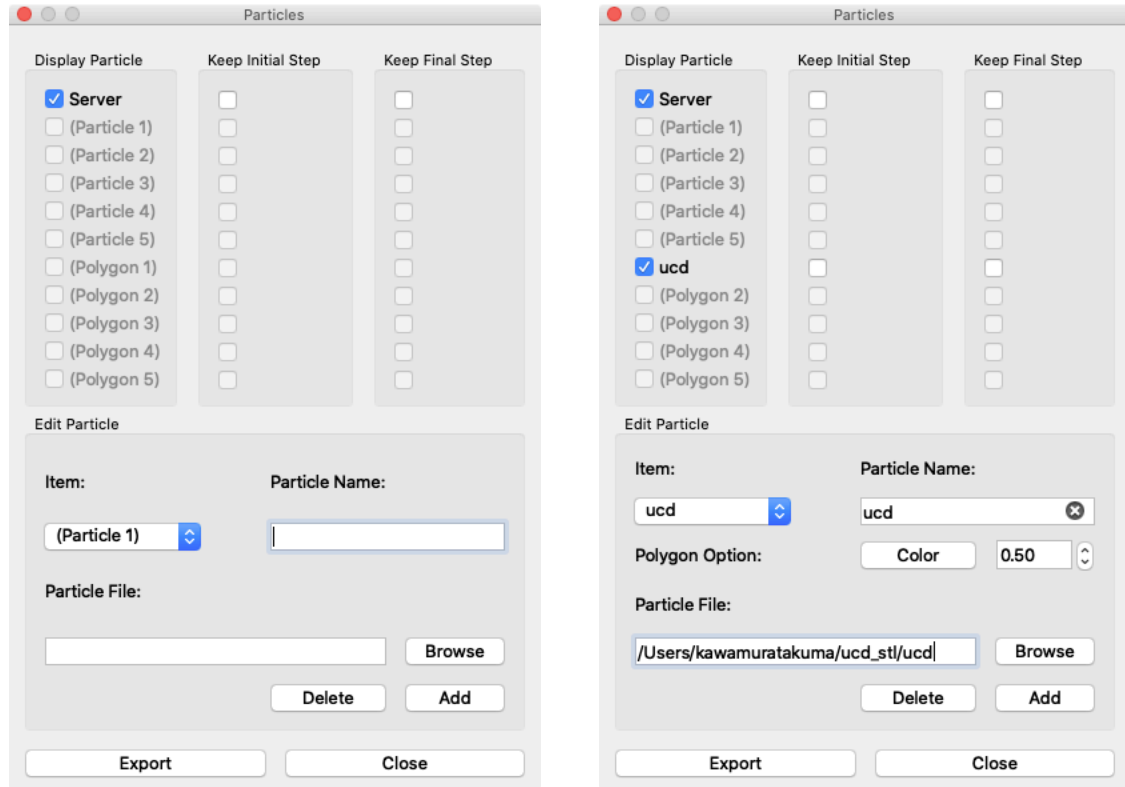 Particles
Display Particle Keep Initial Step Keep Final Step
Server
(Particle 1)
(Particle 2)
(Particle 3)
(Particle 4)
(Particle 5)
(Polygon 1)
(Polygon 2)
(Polygon 3)
(Polygon 4)
(Polygon 5)
Edit Particle
Item: Particle Name:
(Particle 1)
Particle File:
Browse
Delete Add
Export Close
Particles
Display Particle Keep Initial Step Keep Final Step
Server
(Particle 1)
(Particle 2)
(Particle 3)
(Particle 4)
(Particle 5)
ucd
(Polygon 2)
(Polygon 3)
(Polygon 4)
(Polygon 5)
Edit Particle
Item: Particle Name:
ucd ucd
Polygon Option: Color 0.50
Particle File:
/Users/kawamuratakuma/ucd_stl/ucd Browse
Delete Add
Export Close